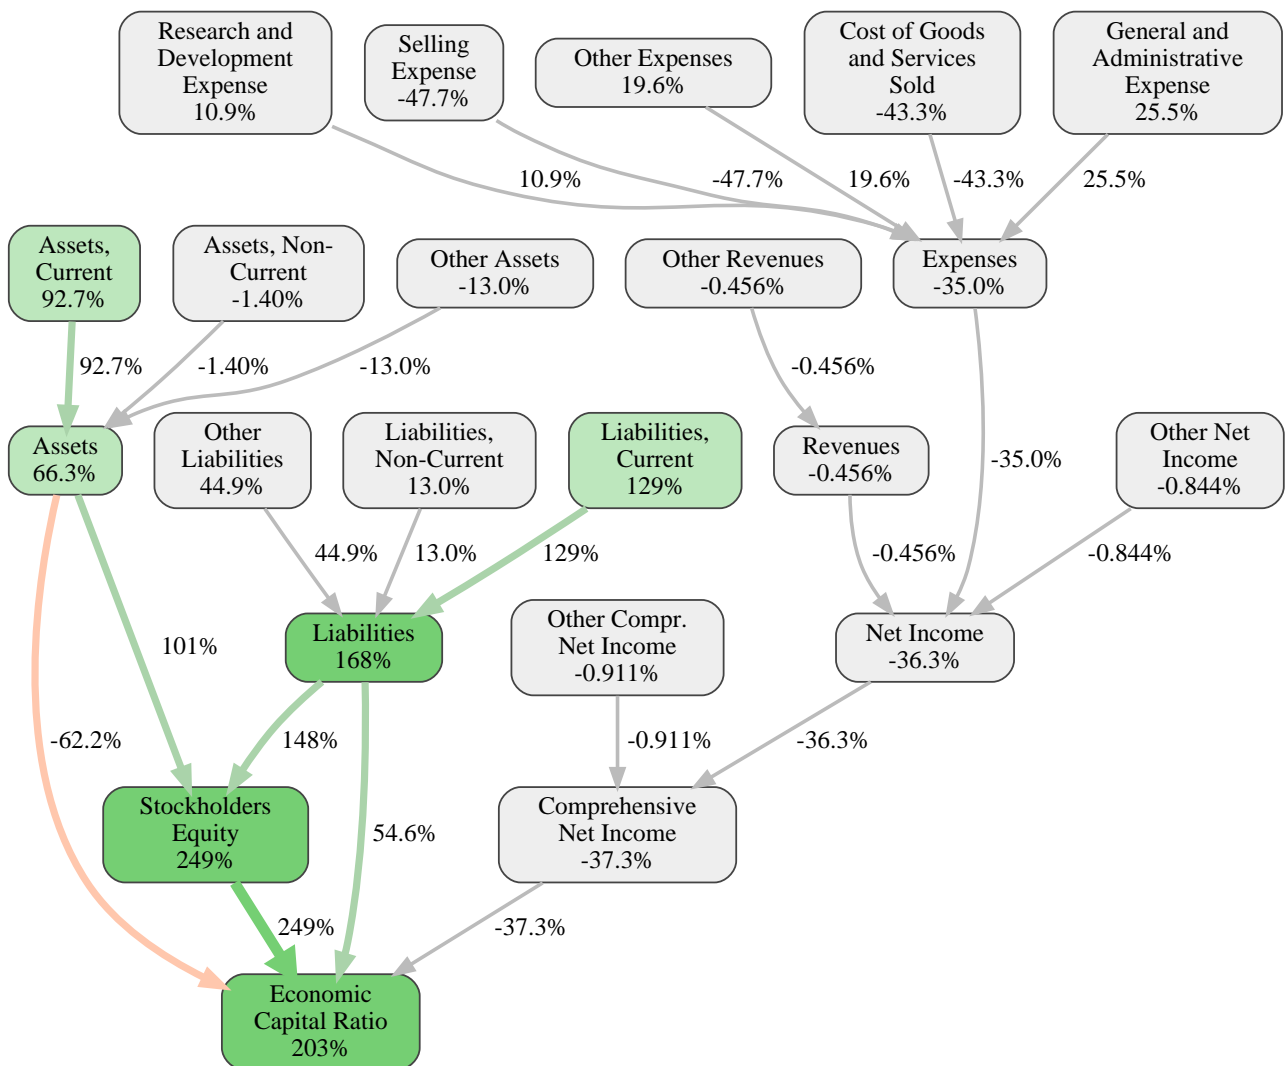 Research and
Development
Expense
10.9%
Selling
Expense
-47.7%
Other Expenses
19.6%
Cost of Goods
and Services
Sold
-43.3%
General and
Administrative
Expense
25.5%
10.9%
-47.7%
19.6%
-43.3%
25.5%
Assets,
Current
92.7%
Assets, Non-
Current
-1.40%
Other Assets
-13.0%
Other Revenues
-0.456%
Expenses
-35.0%
92.7%
-1.40%
-13.0%
-0.456%
Assets
66.3%
Other
Liabilities
44.9%
Liabilities,
Non-Current
13.0%
Liabilities,
Current
129%
Revenues
-0.456%
-35.0%
Other Net
Income
-0.844%
44.9%
13.0%
129%
-0.456%
-0.844%
101%
Liabilities
168%
Other Compr.
Net Income
-0.911%
Net Income
-36.3%
-62.2%
148%
-0.911%
-36.3%
Stockholders
Equity
249%
54.6%
Comprehensive
Net Income
-37.3%
249%
-37.3%
Economic
Capital Ratio
203%